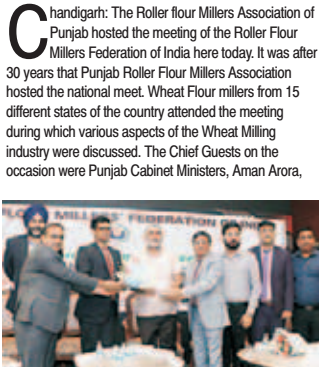 Chandigarh: The Roller flour Millers Association of
Punjab hosted the meeting of the Roller Flour
Millers Federation of India here today. It was after
30 years that Punjab Roller Flour Millers Association
hosted the national meet. Wheat Flour millers from 15
different states of the country attended the meeting
during which various aspects of the Wheat Milling
industry were discussed. The Chief Guests on the
occasion were Punjab Cabinet Ministers, Aman Arora,
MILLERS' FEDERATION